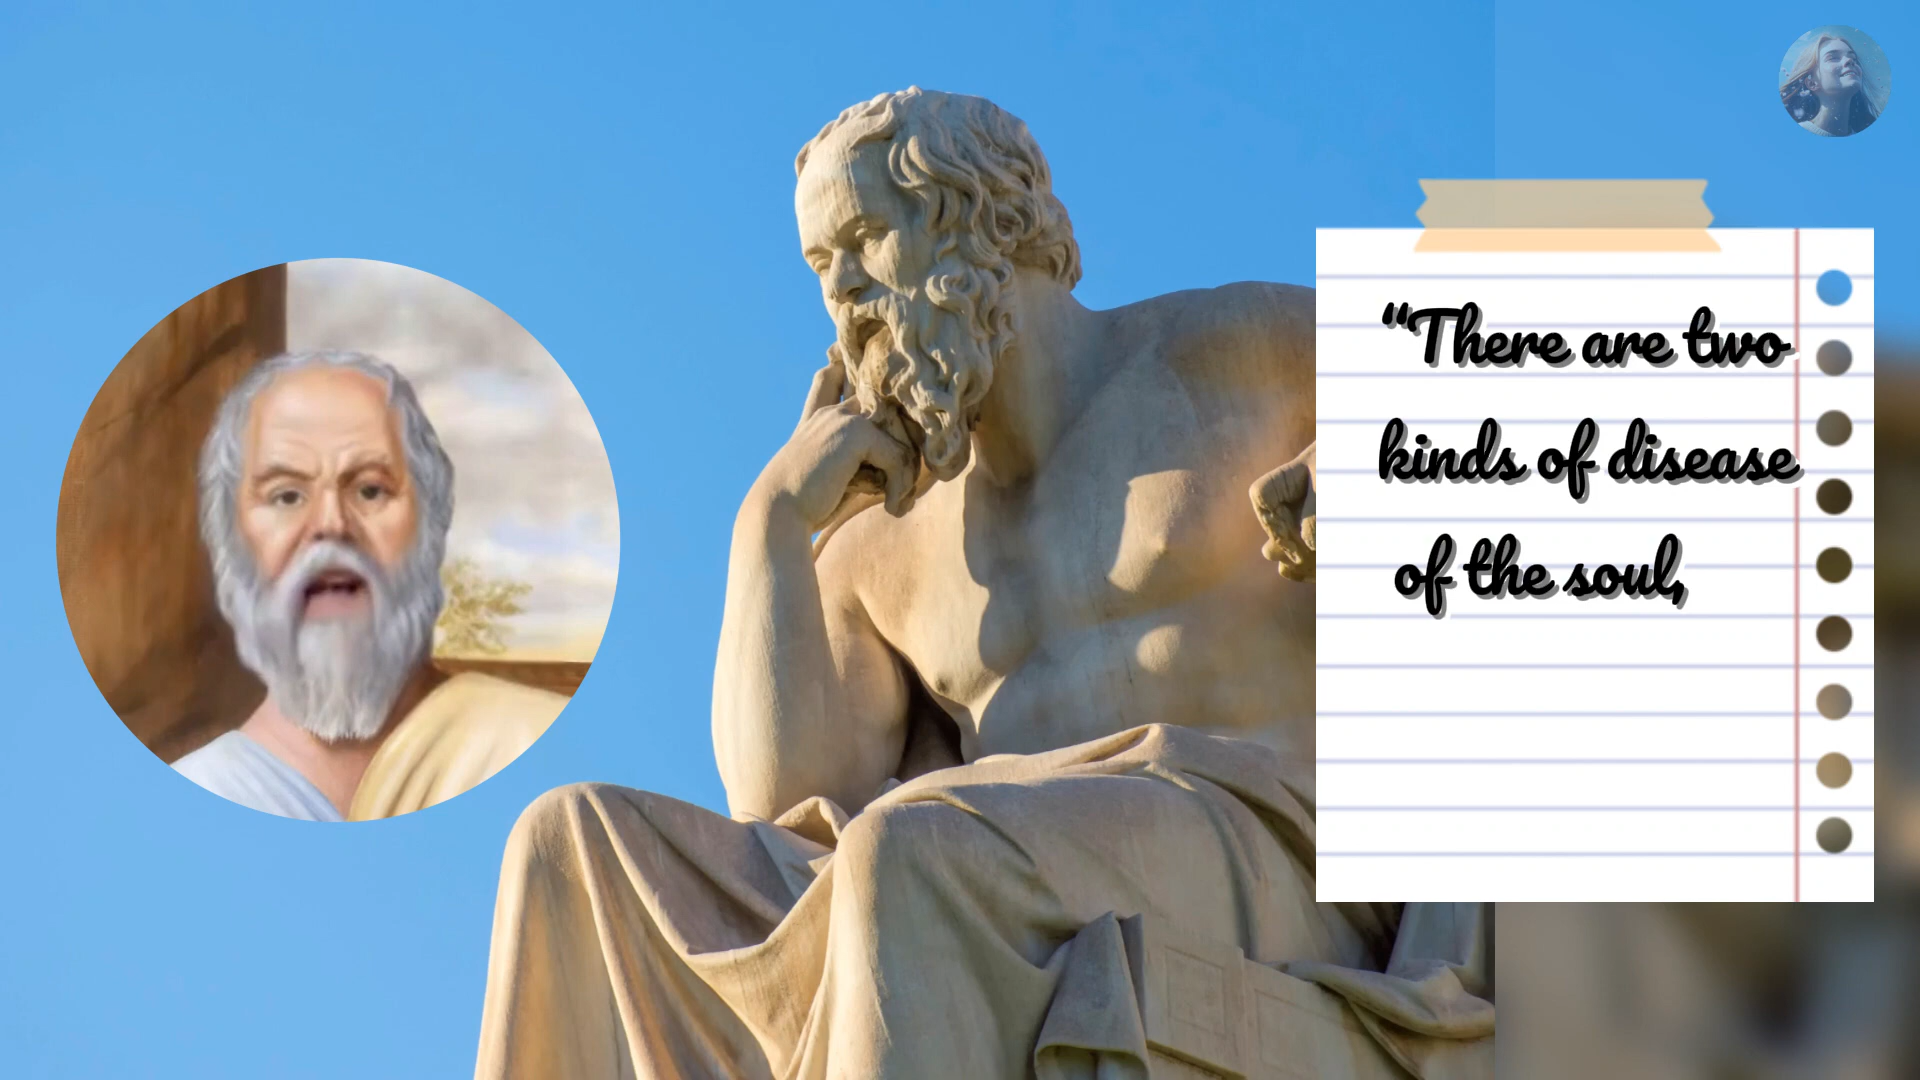 “There are two
kinds of disease
of the soul,